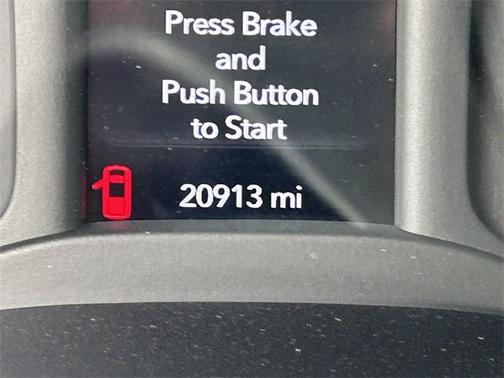 Press Brake
and
Push Button
to Start
20913 mi